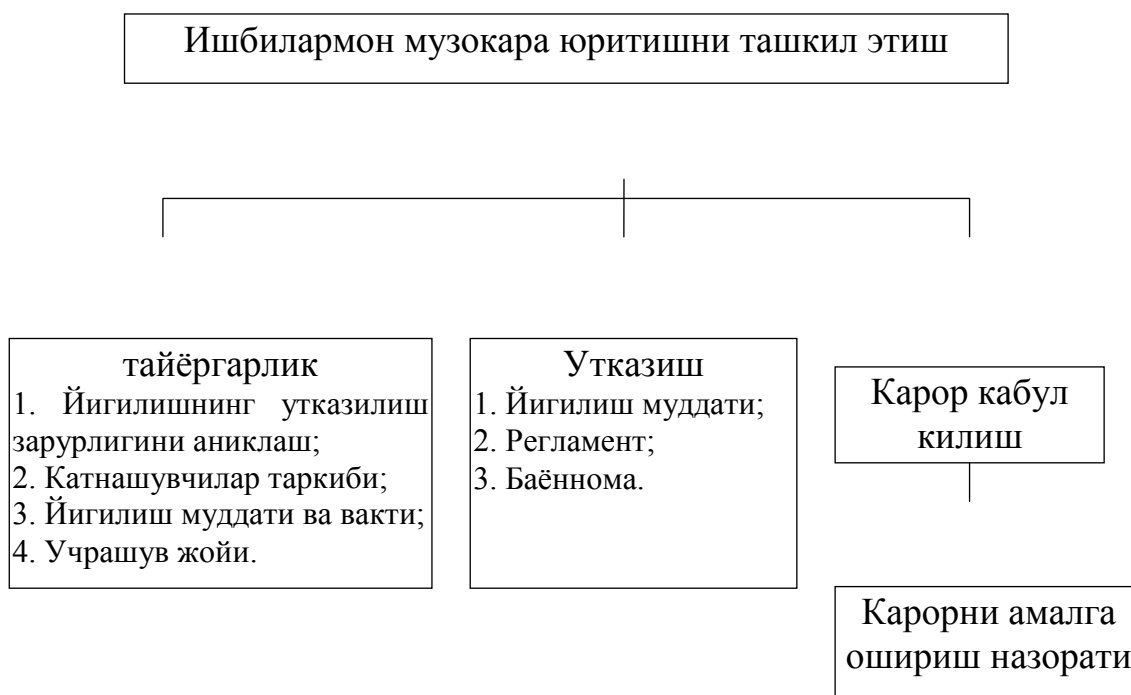 Ишбилармон музокара юритишни ташкил этиш
тайёргарлик
1. Йигилишнинг утказилиш
зарурлигини аниклаш;
2. Катнашувчилар таркиби;
3. Йигилиш муддати ва вакти;
4. Учрашув жойи.
Утказиш
1. Йигилиш муддати;
2. Регламент;
3. Баённома.
Карор кабул
килиш
Карорни амалга
ошириш назорати